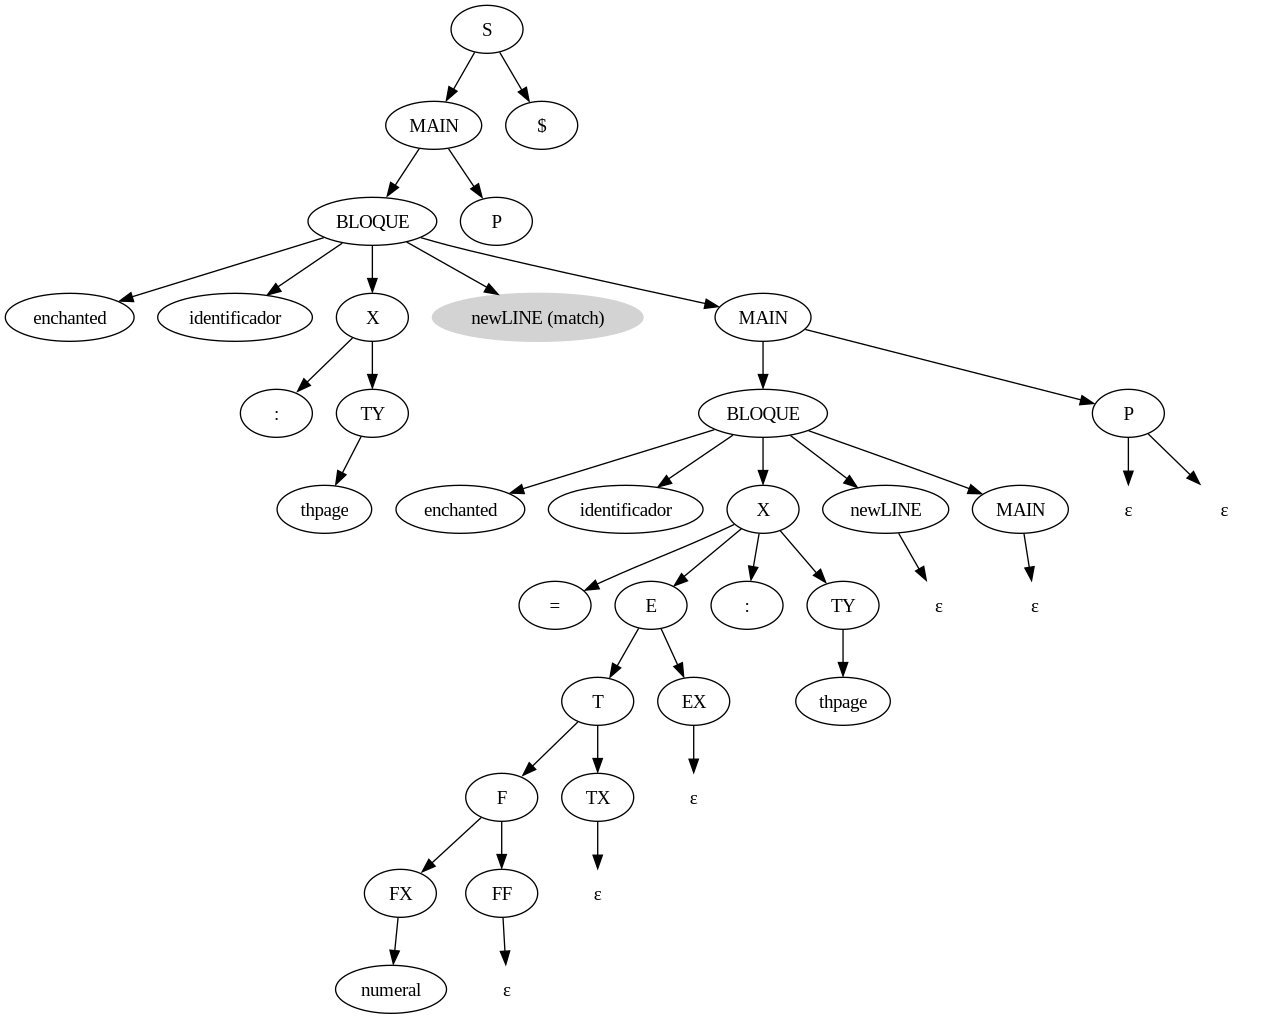 S
MAIN $
BLOQUE P
enchanted identificador X newLINE (match) MAIN
: TY BLOQUE P
thpage enchanted identificador X newLINE MAIN ε ε
= E : TY ε ε
T EX thpage
F TX ε
FX FF ε
numeral ε